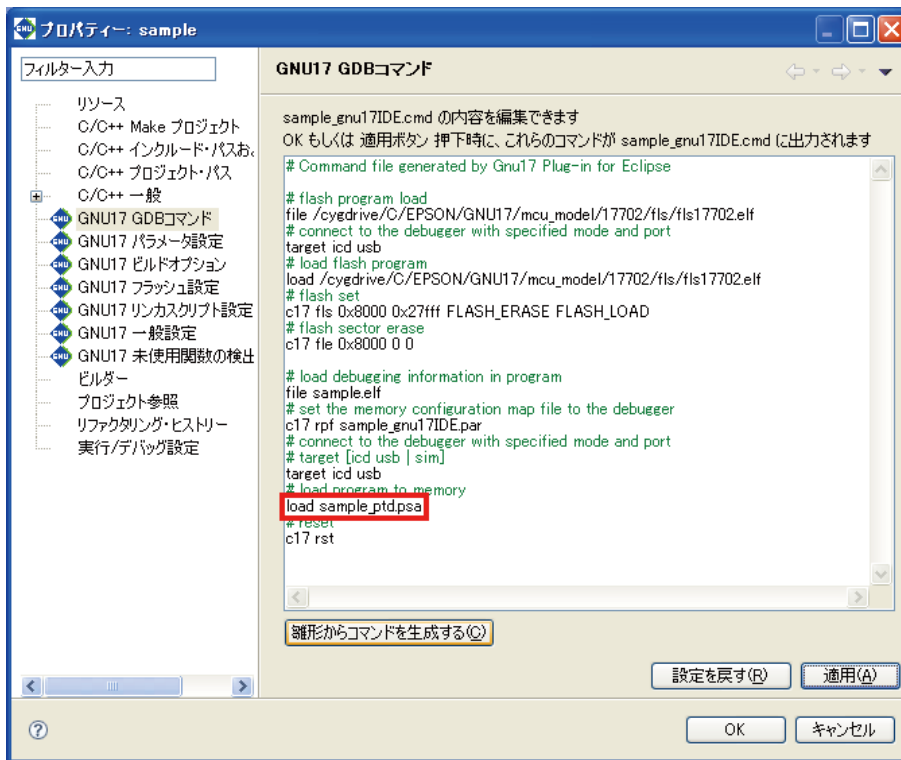 プロパティー: sample
フィルター入力
リソース
C/C++ Make プロジェクト
C/C++ インクルード・パスお。
C/C++ プロジェクト・パス
C/C++ 一般
GNU17 GDBコマンド
GNU17 パラメータ設定
GNU17 ビルドオプション
GNU17 フラッシュ設定
GNU17 リンカスクリプト設定
GNU17 一般設定
GNU17 未使用関数の検出
ビルダー
プロジェクト参照
リファクタリング・ヒストリー
実行/デバッグ設定
GNU17 GDBコマンド
sample_gnu17IDE.cmd の内容を編集できます
OK もしくは 適用ボタン 押下時に、これらのコマンドが sample_gnu17IDE.cmd に出力されます
# Command file generated by Gnu17 Plug-in for Eclipse
# flash program load
file /cygdrive/C/EPSON/GNU17/mcu_model/17702/fls/fls17702.elf
# connect to the debugger with specified mode and port
target icd usb
# load flash program
load /cygdrive/C/EPSON/GNU17/mcu_model/17702/fls/fls17702.elf
# flash set
c17 fls 0x8000 0x27fff FLASH_ERASE FLASH_LOAD
# flash sector erase
c17 fle 0x8000 0 0
# load debugging information in program
file sample.elf
# set the memory configuration map file to the debugger
c17 rpf sample_gnu17IDE.par
# connect to the debugger with specified mode and port
# target [icd usb | sim]
target icd usb
# load program to memory
load sample_ptd.psa
# reset
c17 rst
雛形からコマンドを生成する(C)
設定を戻す(R)
適用(A)
OK
キャンセル